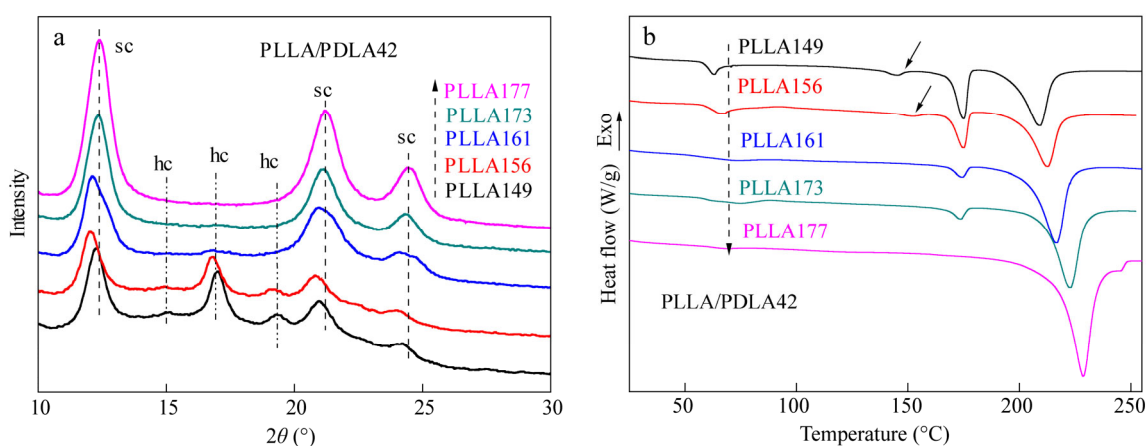 a
sc
PLLA/PDLA42
sc
sc
PLLA177
PLLA173
PLLA161
PLLA156
PLLA149
hc
hc
hc
Intensity
10 15 20 25 30
2θ (°)
b
PLLA149
PLLA156
PLLA161
PLLA173
PLLA177
PLLA/PDLA42
Heat flow (W/g)
Exo
50 100 150 200 250
Temperature (°C)